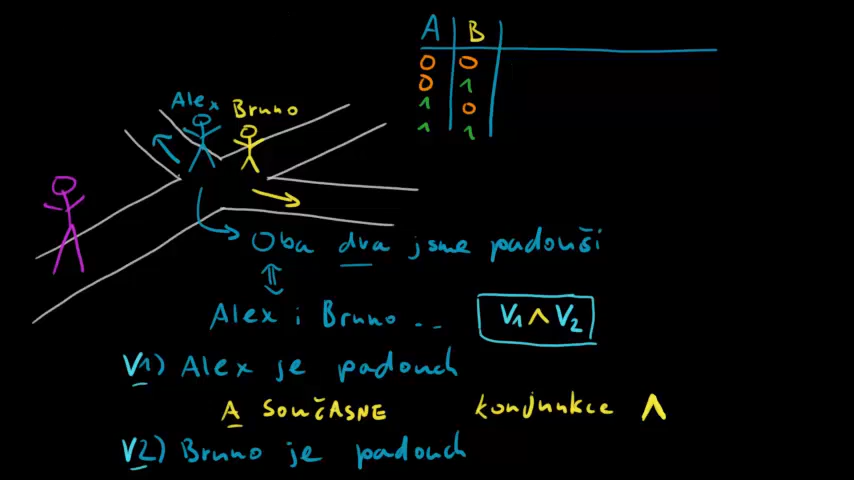 A B
0 0
0 1
1 0
1 1
Alex
Bruno
Oba dva jsme padouši
⇕
Alex i Bruno ..
V1 ∧ V2
V1) Alex je padouch
A SOUČASNE konjunkce ∧
V2) Bruno je padouch